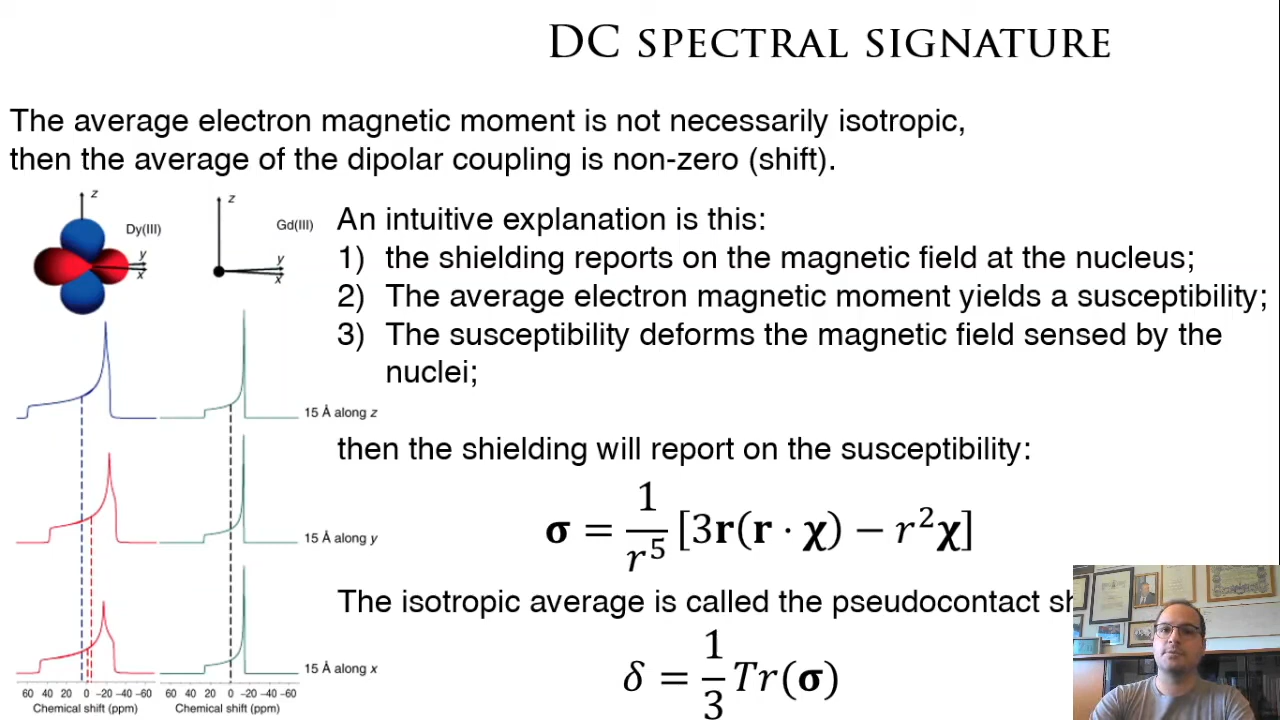 DC SPECTRAL SIGNATURE
The average electron magnetic moment is not necessarily isotropic,
then the average of the dipolar coupling is non-zero (shift).
z
Dy(III)
y
x
z
Gd(III)
y
x
An intuitive explanation is this:
1) the shielding reports on the magnetic field at the nucleus;
2) The average electron magnetic moment yields a susceptibility;
3) The susceptibility deforms the magnetic field sensed by the
nuclei;
15 Å along z
then the shielding will report on the susceptibility:
σ = 1/r⁵ [3r(r · χ) − r²χ]
15 Å along y
The isotropic average is called the pseudocontact
δ = 1/3 Tr(σ)
15 Å along x
60 40 20 0 −20 −40 −60
60 40 20 0 −20 −40 −60
Chemical shift (ppm)
Chemical shift (ppm)